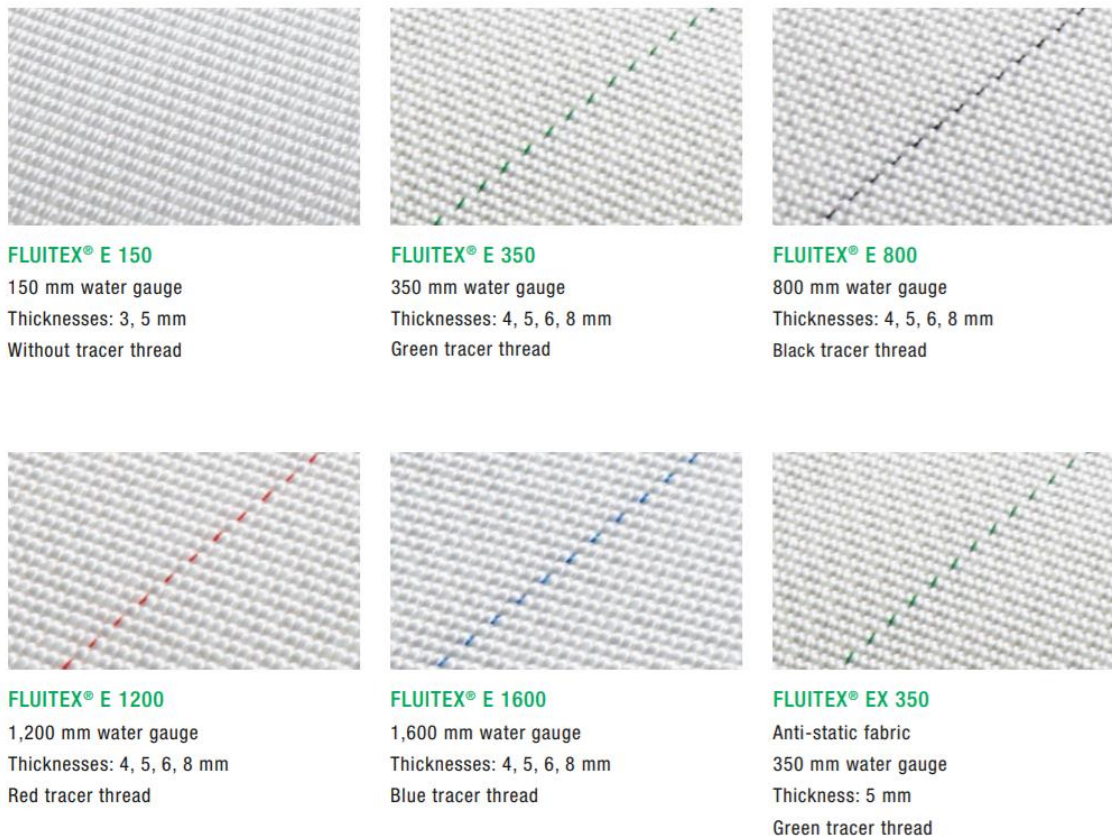 FLUITEX® E 150
150 mm water gauge
Thicknesses: 3, 5 mm
Without tracer thread
FLUITEX® E 350
350 mm water gauge
Thicknesses: 4, 5, 6, 8 mm
Green tracer thread
FLUITEX® E 800
800 mm water gauge
Thicknesses: 4, 5, 6, 8 mm
Black tracer thread
FLUITEX® E 1200
1,200 mm water gauge
Thicknesses: 4, 5, 6, 8 mm
Red tracer thread
FLUITEX® E 1600
1,600 mm water gauge
Thicknesses: 4, 5, 6, 8 mm
Blue tracer thread
FLUITEX® EX 350
Anti-static fabric
350 mm water gauge
Thickness: 5 mm
Green tracer thread